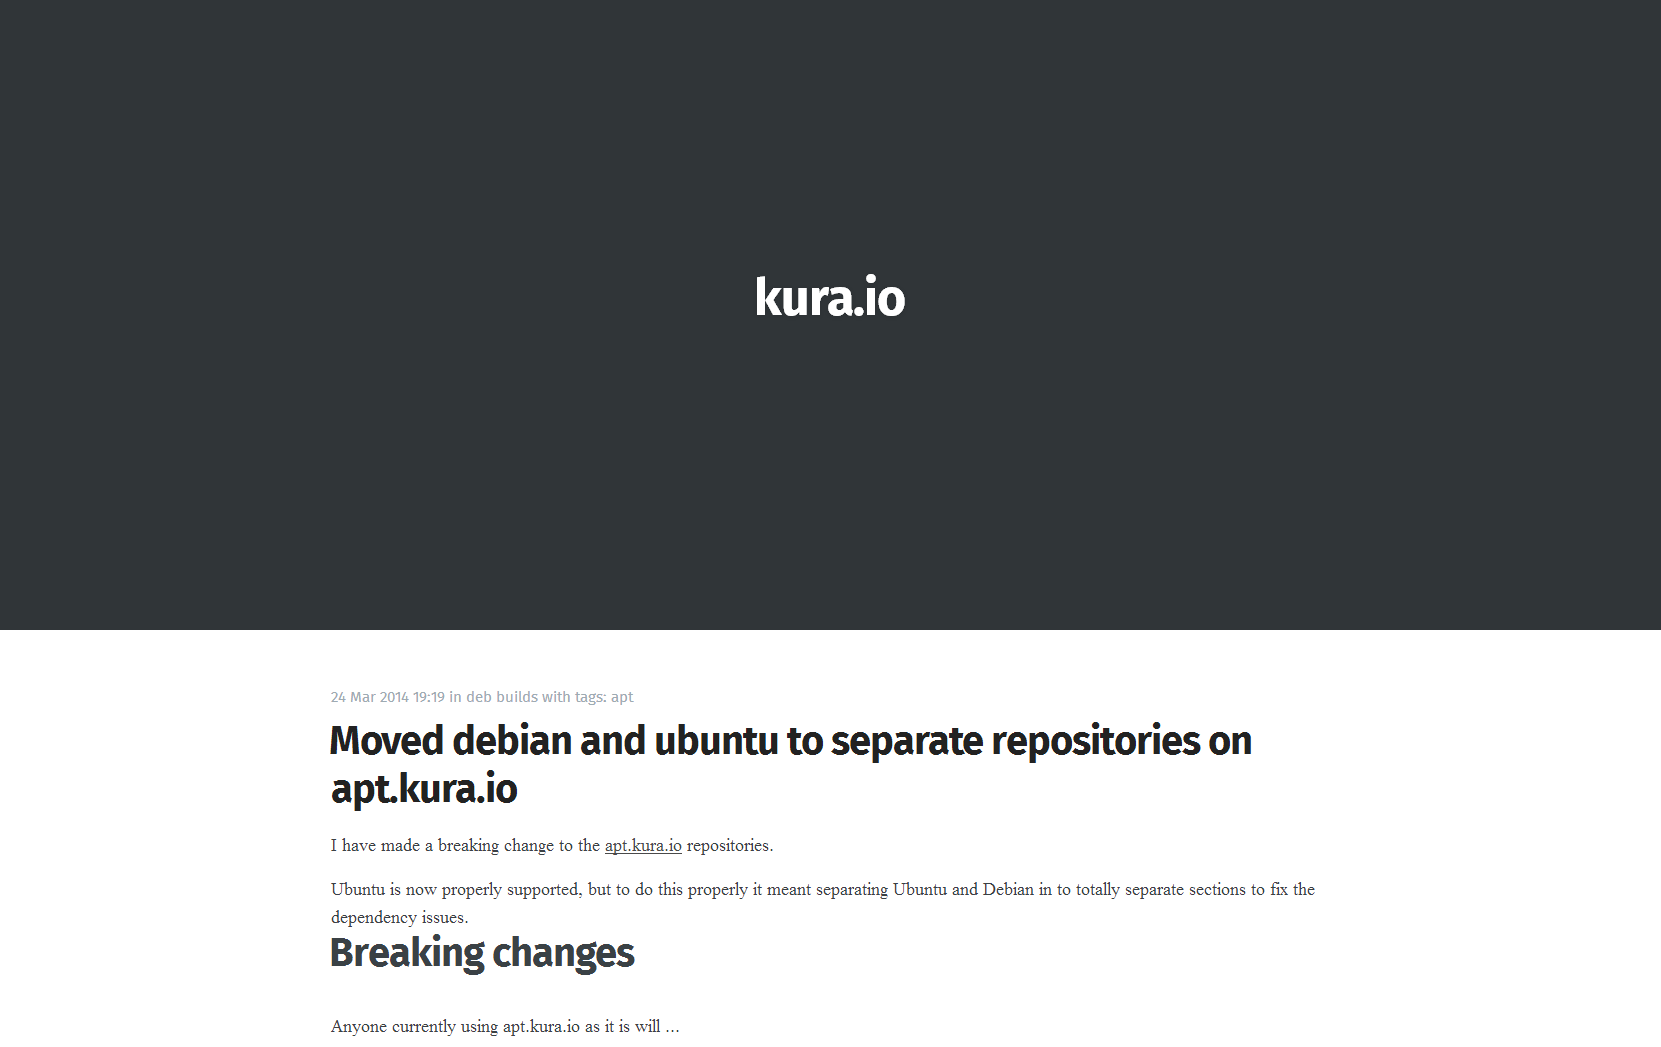 kura.io
24 Mar 2014 19:19 in deb builds with tags: apt
Moved debian and ubuntu to separate repositories on
apt.kura.io
I have made a breaking change to the apt.kura.io repositories.
Ubuntu is now properly supported, but to do this properly it meant separating Ubuntu and Debian in to totally separate sections to fix the
dependency issues.
Breaking changes
Anyone currently using apt.kura.io as it is will ...